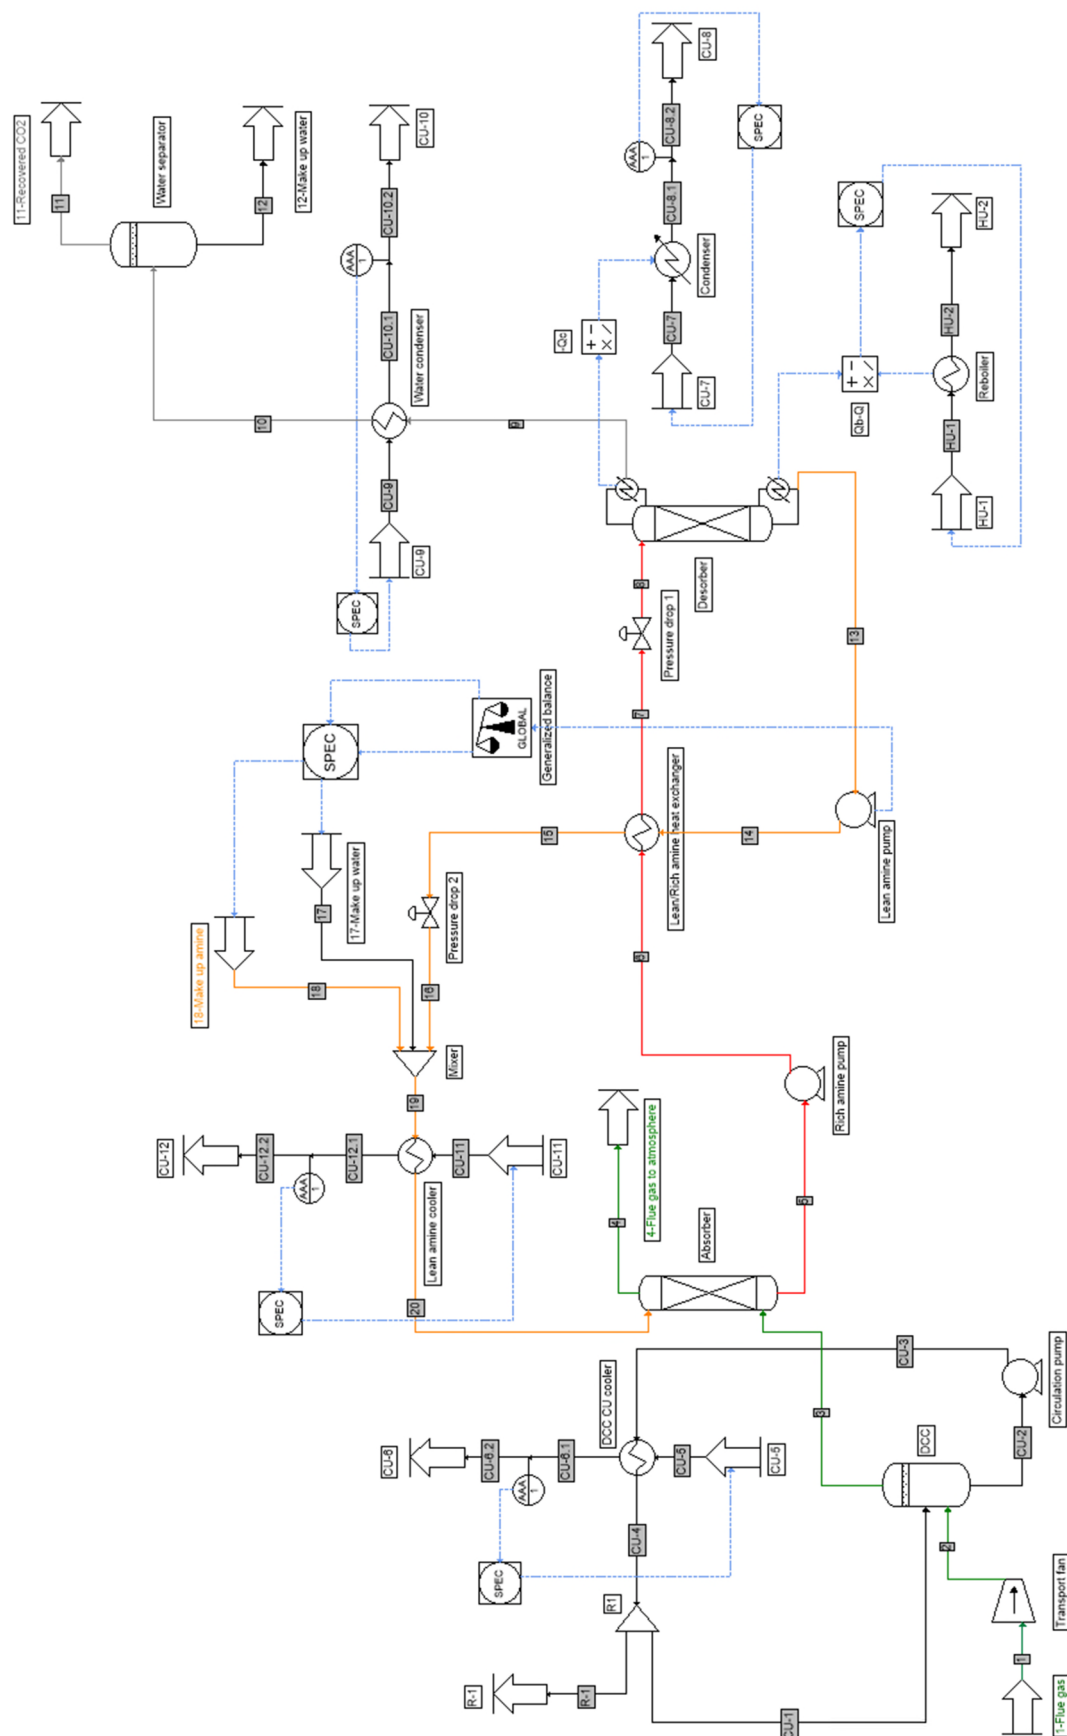 1-Flue gas
1
Transport fan
2
DCC
3
CU-1
R-1
R-1
R1
CU-4
DCC CU cooler
CU-5
CU-5
CU-6.1
CU-6.2
CU-6
AAA
1
SPEC
CU-3
CU-2
Circulation pump
Absorber
4
4-Flue gas to atmosphere
5
Rich amine pump
6
20
SPEC
AAA
1
CU-12
CU-12.2
CU-12.1
CU-11
CU-11
Lean amine cooler
19
Mixer
18-Make up amine
18
17-Make up water
17
16
Pressure drop 2
15
SPEC
GLOBAL
Generalized balance
Lean/Rich amine heat exchanger
14
Lean amine pump
7
Pressure drop 1
8
13
Desorber
9
SPEC
CU-9
CU-9
Water condenser
CU-10.1
AAA
1
CU-10.2
CU-10
10
Water separator
11
11-Recovered CO2
12
12-Make up water
-Qc
CU-7
CU-7
Condenser
CU-8.1
AAA
1
CU-8.2
CU-8
SPEC
+ -
x /
Qb-Q
+ -
x /
HU-1
HU-1
Reboiler
HU-2
HU-2
SPEC